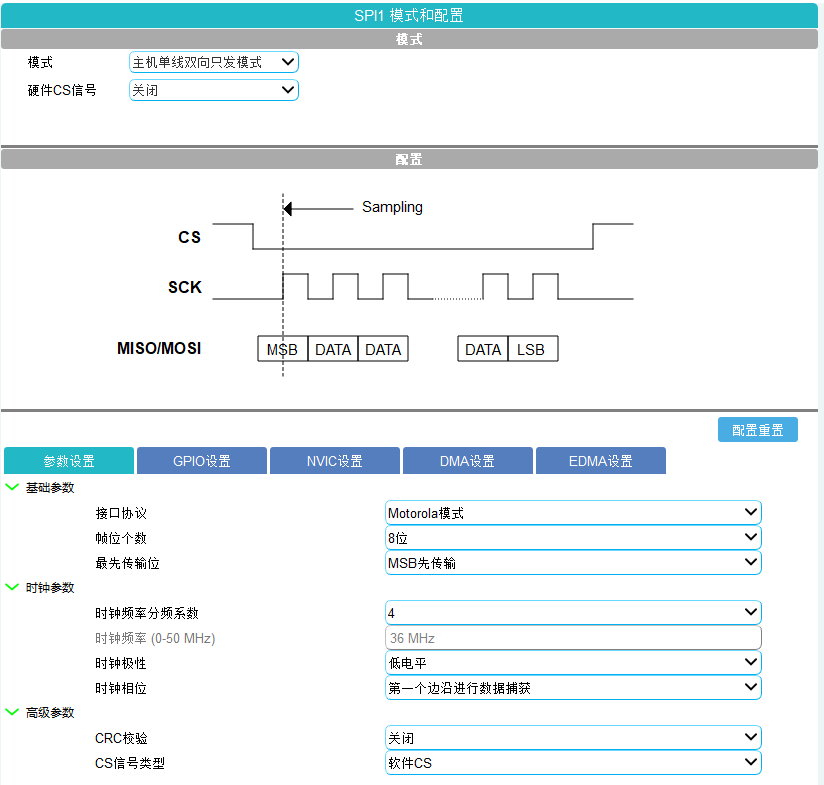 SPI1 模式和配置
模式
模式 主机单线双向只发模式
硬件CS信号 关闭
配置
Sampling
CS
SCK
MISO/MOSI MSB DATA DATA DATA LSB
配置重置
参数设置 GPIO设置 NVIC设置 DMA设置 EDMA设置
基础参数
接口协议 Motorola模式
帧位个数 8位
最先传输位 MSB先传输
时钟参数
时钟频率分频系数 4
时钟频率 (0-50 MHz) 36 MHz
时钟极性 低电平
时钟相位 第一个边沿进行数据捕获
高级参数
CRC校验 关闭
CS信号类型 软件CS